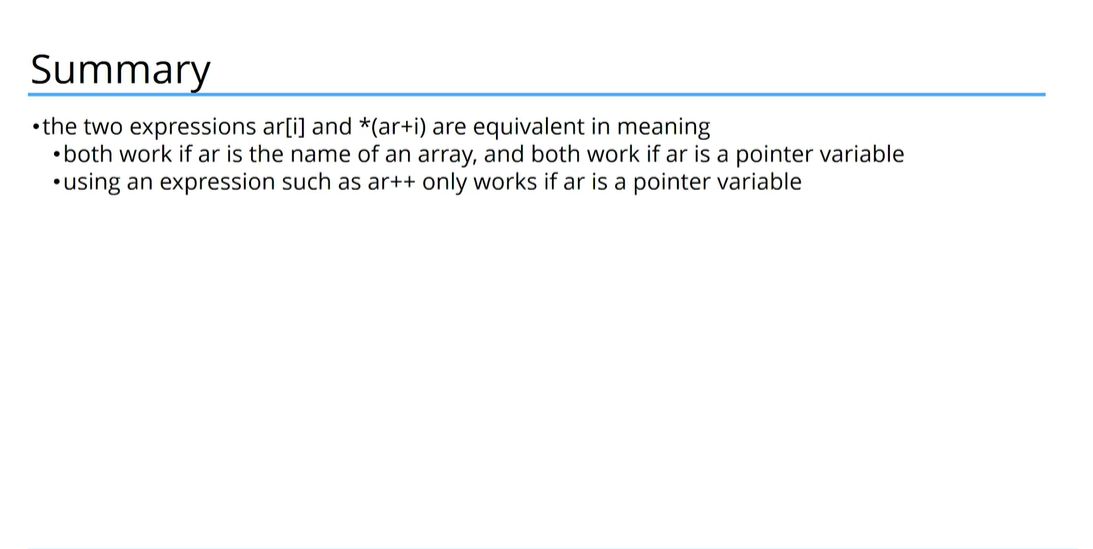 Summary
•the two expressions ar[i] and *(ar+i) are equivalent in meaning
•both work if ar is the name of an array, and both work if ar is a pointer variable
•using an expression such as ar++ only works if ar is a pointer variable